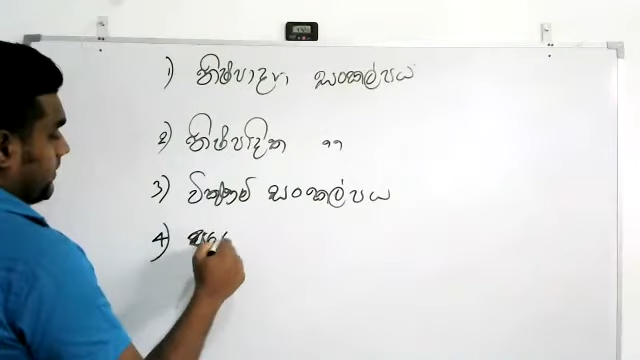 1) නිෂ්පාදන සංකල්පය
2) නිෂ්පාදිත ,,
3) විකුණුම් සංකල්පය
4)